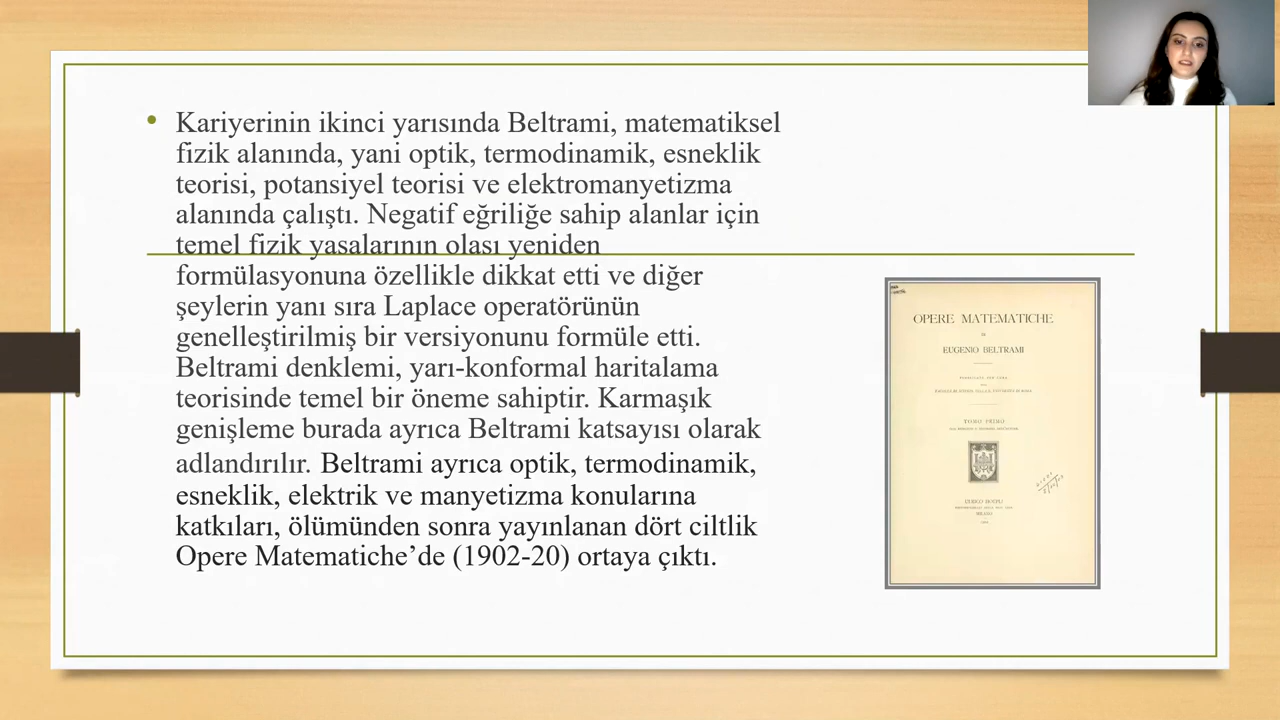 Kariyerinin ikinci yarısında Beltrami, matematiksel
fizik alanında, yani optik, termodinamik, esneklik
teorisi, potansiyel teorisi ve elektromanyetizma
alanında çalıştı. Negatif eğriliğe sahip alanlar için
temel fizik yasalarının olası yeniden
formülasyonuna özellikle dikkat etti ve diğer
şeylerin yanı sıra Laplace operatörünün
genelleştirilmiş bir versiyonunu formüle etti.
Beltrami denklemi, yarı-konformal haritalama
teorisinde temel bir öneme sahiptir. Karmaşık
genişleme burada ayrıca Beltrami katsayısı olarak
adlandırılır. Beltrami ayrıca optik, termodinamik,
esneklik, elektrik ve manyetizma konularına
katkıları, ölümünden sonra yayınlanan dört ciltlik
Opere Matematiche’de (1902-20) ortaya çıktı.
OPERE MATEMATICHE
EUGENIO BELTRAMI
TOMO PRIMO
ULRICO HOEPLI
MILANO